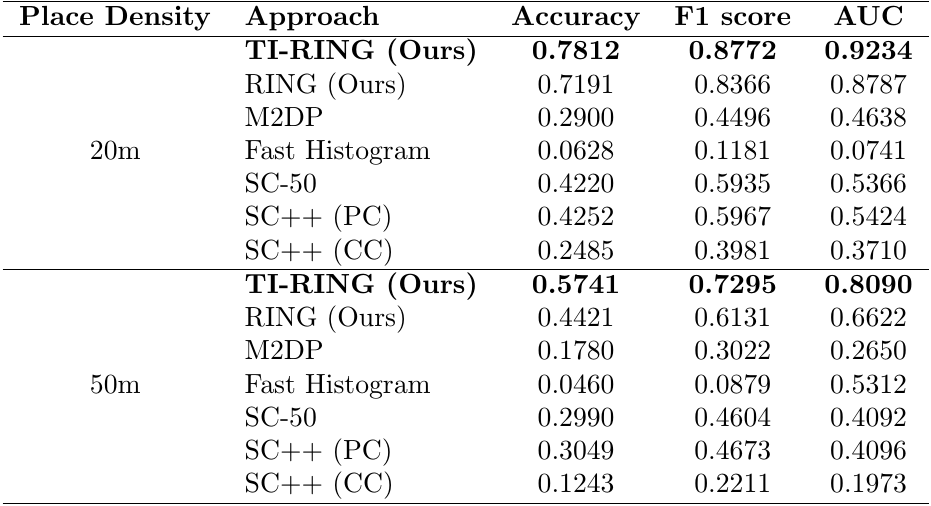 Place Density Approach Accuracy F1 score AUC
TI-RING (Ours) 0.7812 0.8772 0.9234
RING (Ours) 0.7191 0.8366 0.8787
M2DP 0.2900 0.4496 0.4638
20m Fast Histogram 0.0628 0.1181 0.0741
SC-50 0.4220 0.5935 0.5366
SC++ (PC) 0.4252 0.5967 0.5424
SC++ (CC) 0.2485 0.3981 0.3710
TI-RING (Ours) 0.5741 0.7295 0.8090
RING (Ours) 0.4421 0.6131 0.6622
M2DP 0.1780 0.3022 0.2650
50m Fast Histogram 0.0460 0.0879 0.5312
SC-50 0.2990 0.4604 0.4092
SC++ (PC) 0.3049 0.4673 0.4096
SC++ (CC) 0.1243 0.2211 0.1973